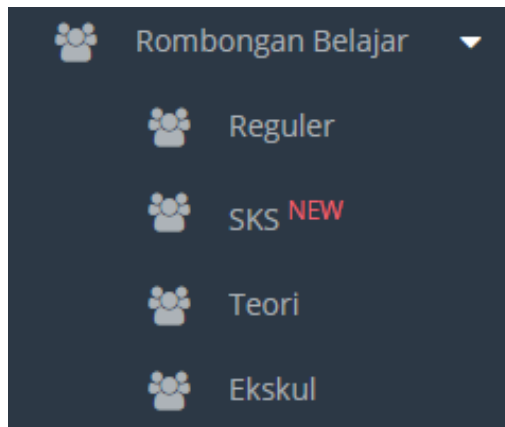 Rombongan Belajar
Reguler
SKS NEW
Teori
Ekskul